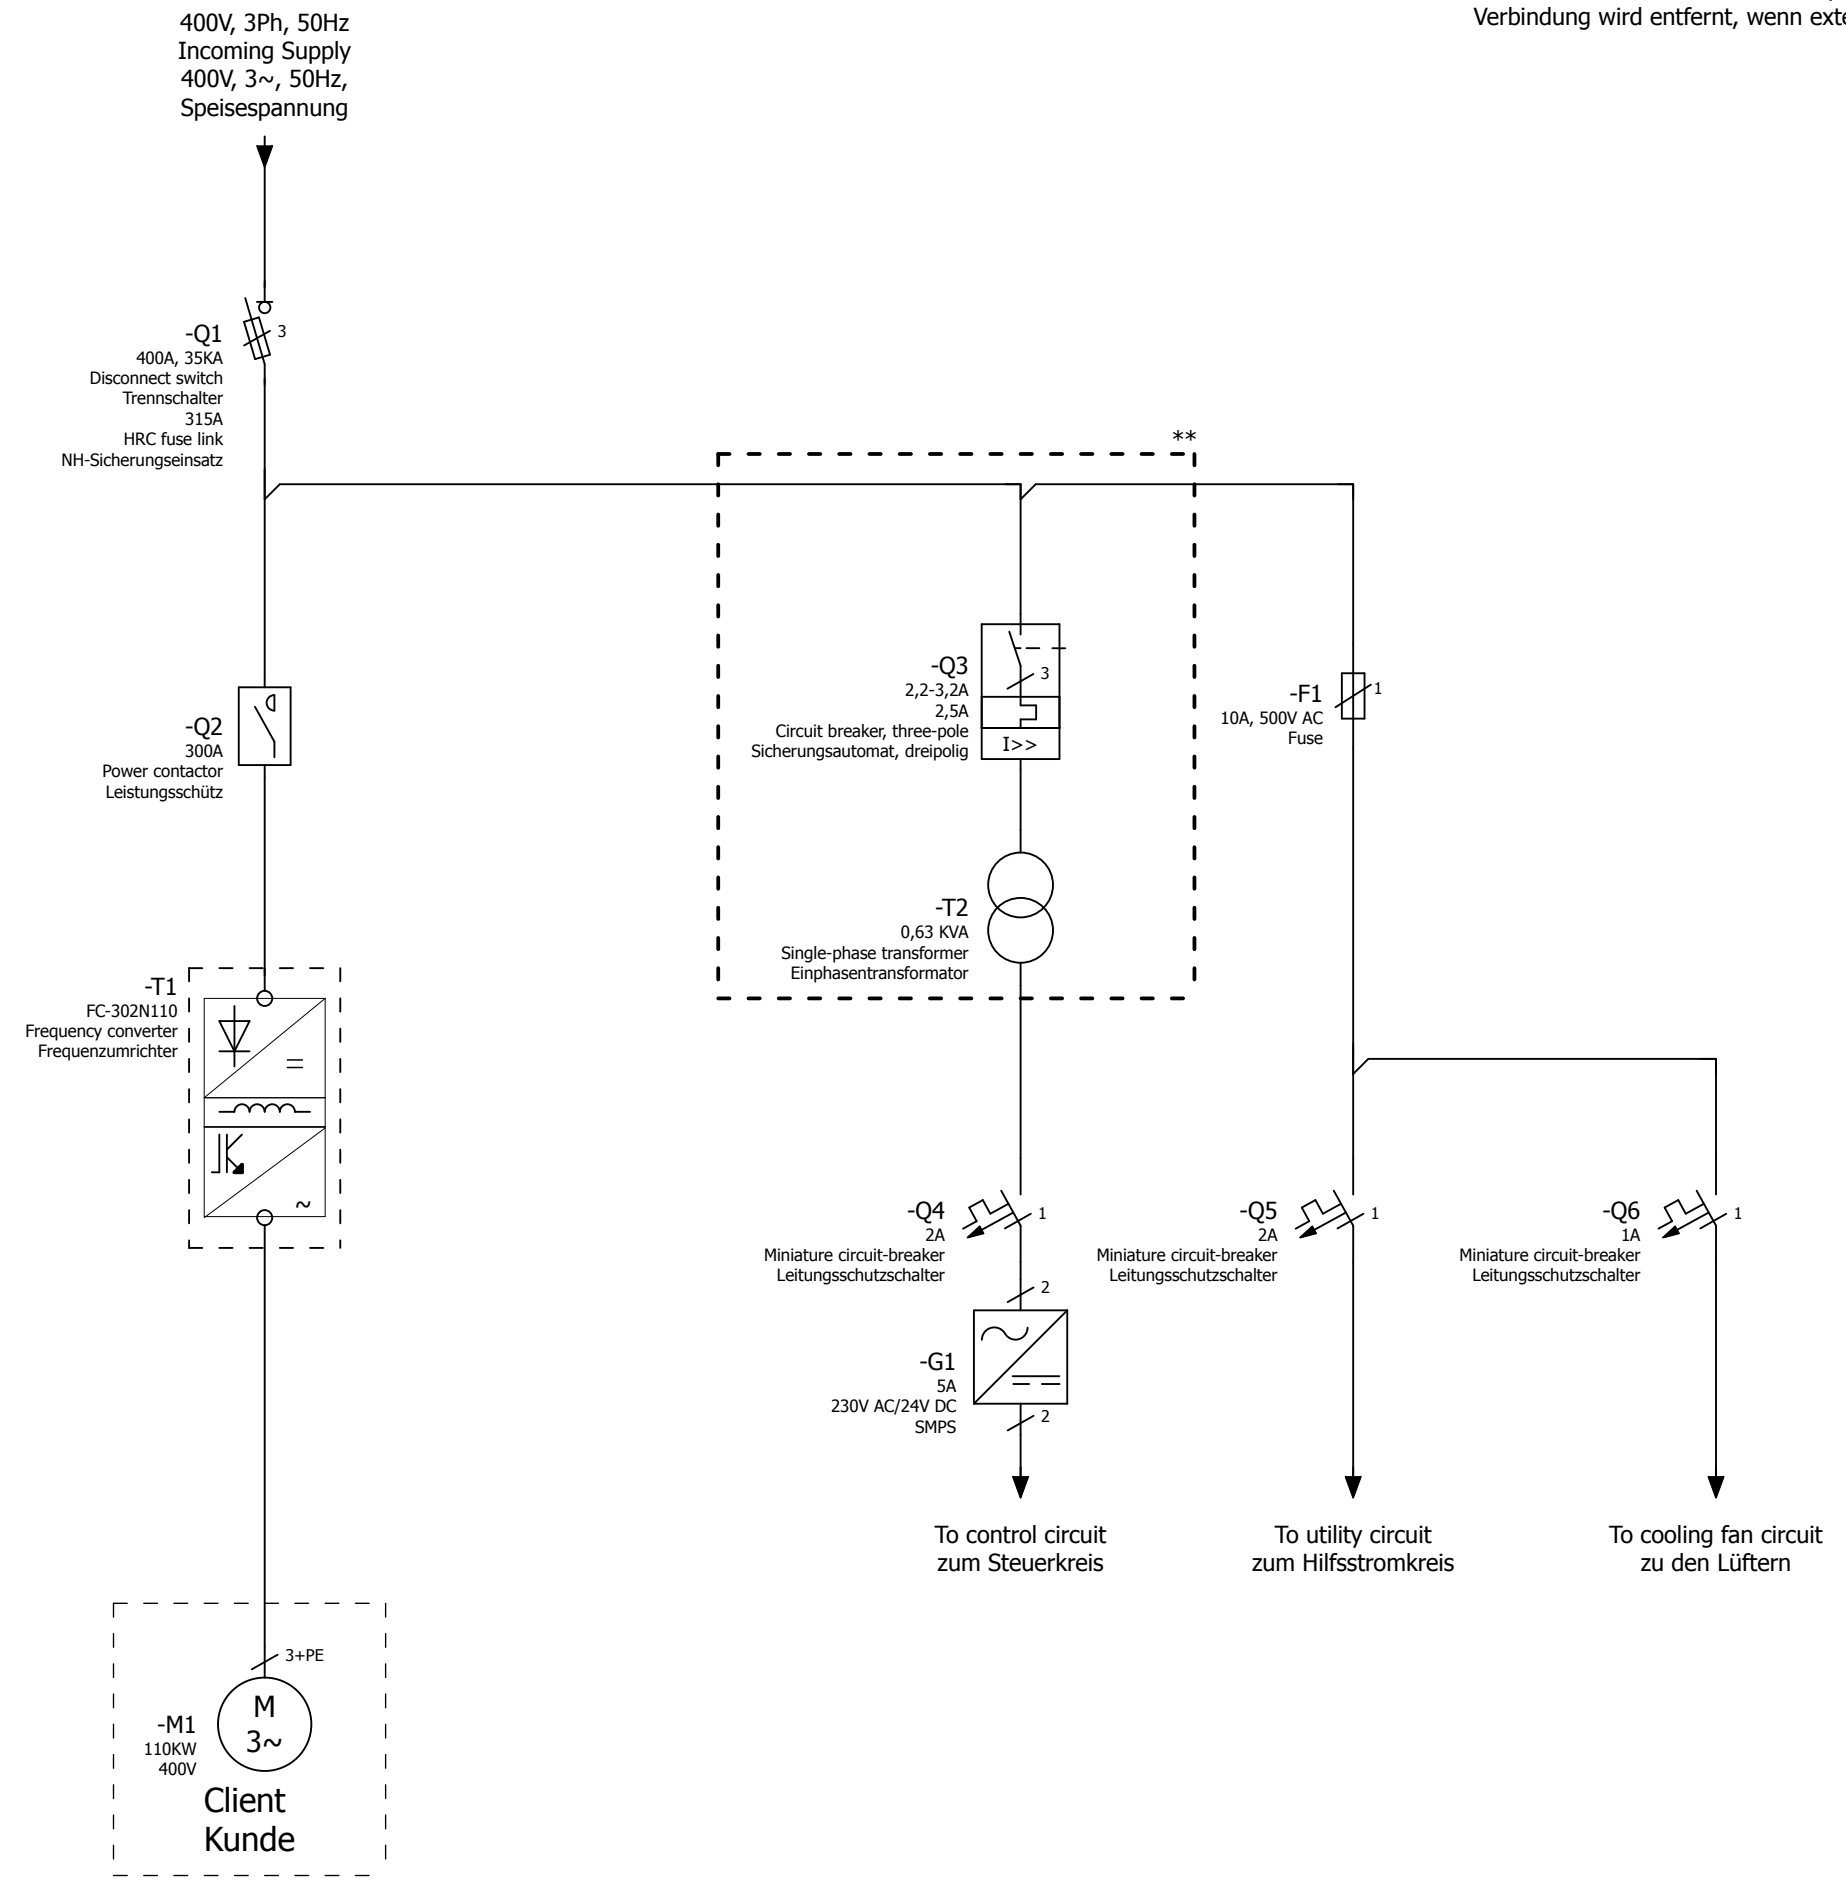 400V, 3Ph, 50Hz
Incoming Supply
400V, 3~, 50Hz,
Speisespannung
Verbindung wird entfernt, wenn
-Q1
400A, 35KA
Disconnect switch
Trennschalter
315A
HRC fuse link
NH-Sicherungseinsatz
3
**
-Q2
300A
Power contactor
Leistungsschütz
-Q3
2,2-3,2A
2,5A
Circuit breaker, three-pole
Sicherungsautomat, dreipolig
3
I>>
-F1
10A, 500V AC
Fuse
1
-T2
0,63 KVA
Single-phase transformer
Einphasentransformator
-T1
FC-302N110
Frequency converter
Frequenzumrichter
=
~
-Q4
2A
Miniature circuit-breaker
Leitungsschutzschalter
1
2
-Q5
2A
Miniature circuit-breaker
Leitungsschutzschalter
1
-Q6
1A
Miniature circuit-breaker
Leitungsschutzschalter
1
-G1
5A
230V AC/24V DC
SMPS
2
To control circuit
zum Steuerkreis
To utility circuit
zum Hilfsstromkreis
To cooling fan circuit
zu den Lüftern
3+PE
M
3~
-M1
110KW
400V
Client
Kunde